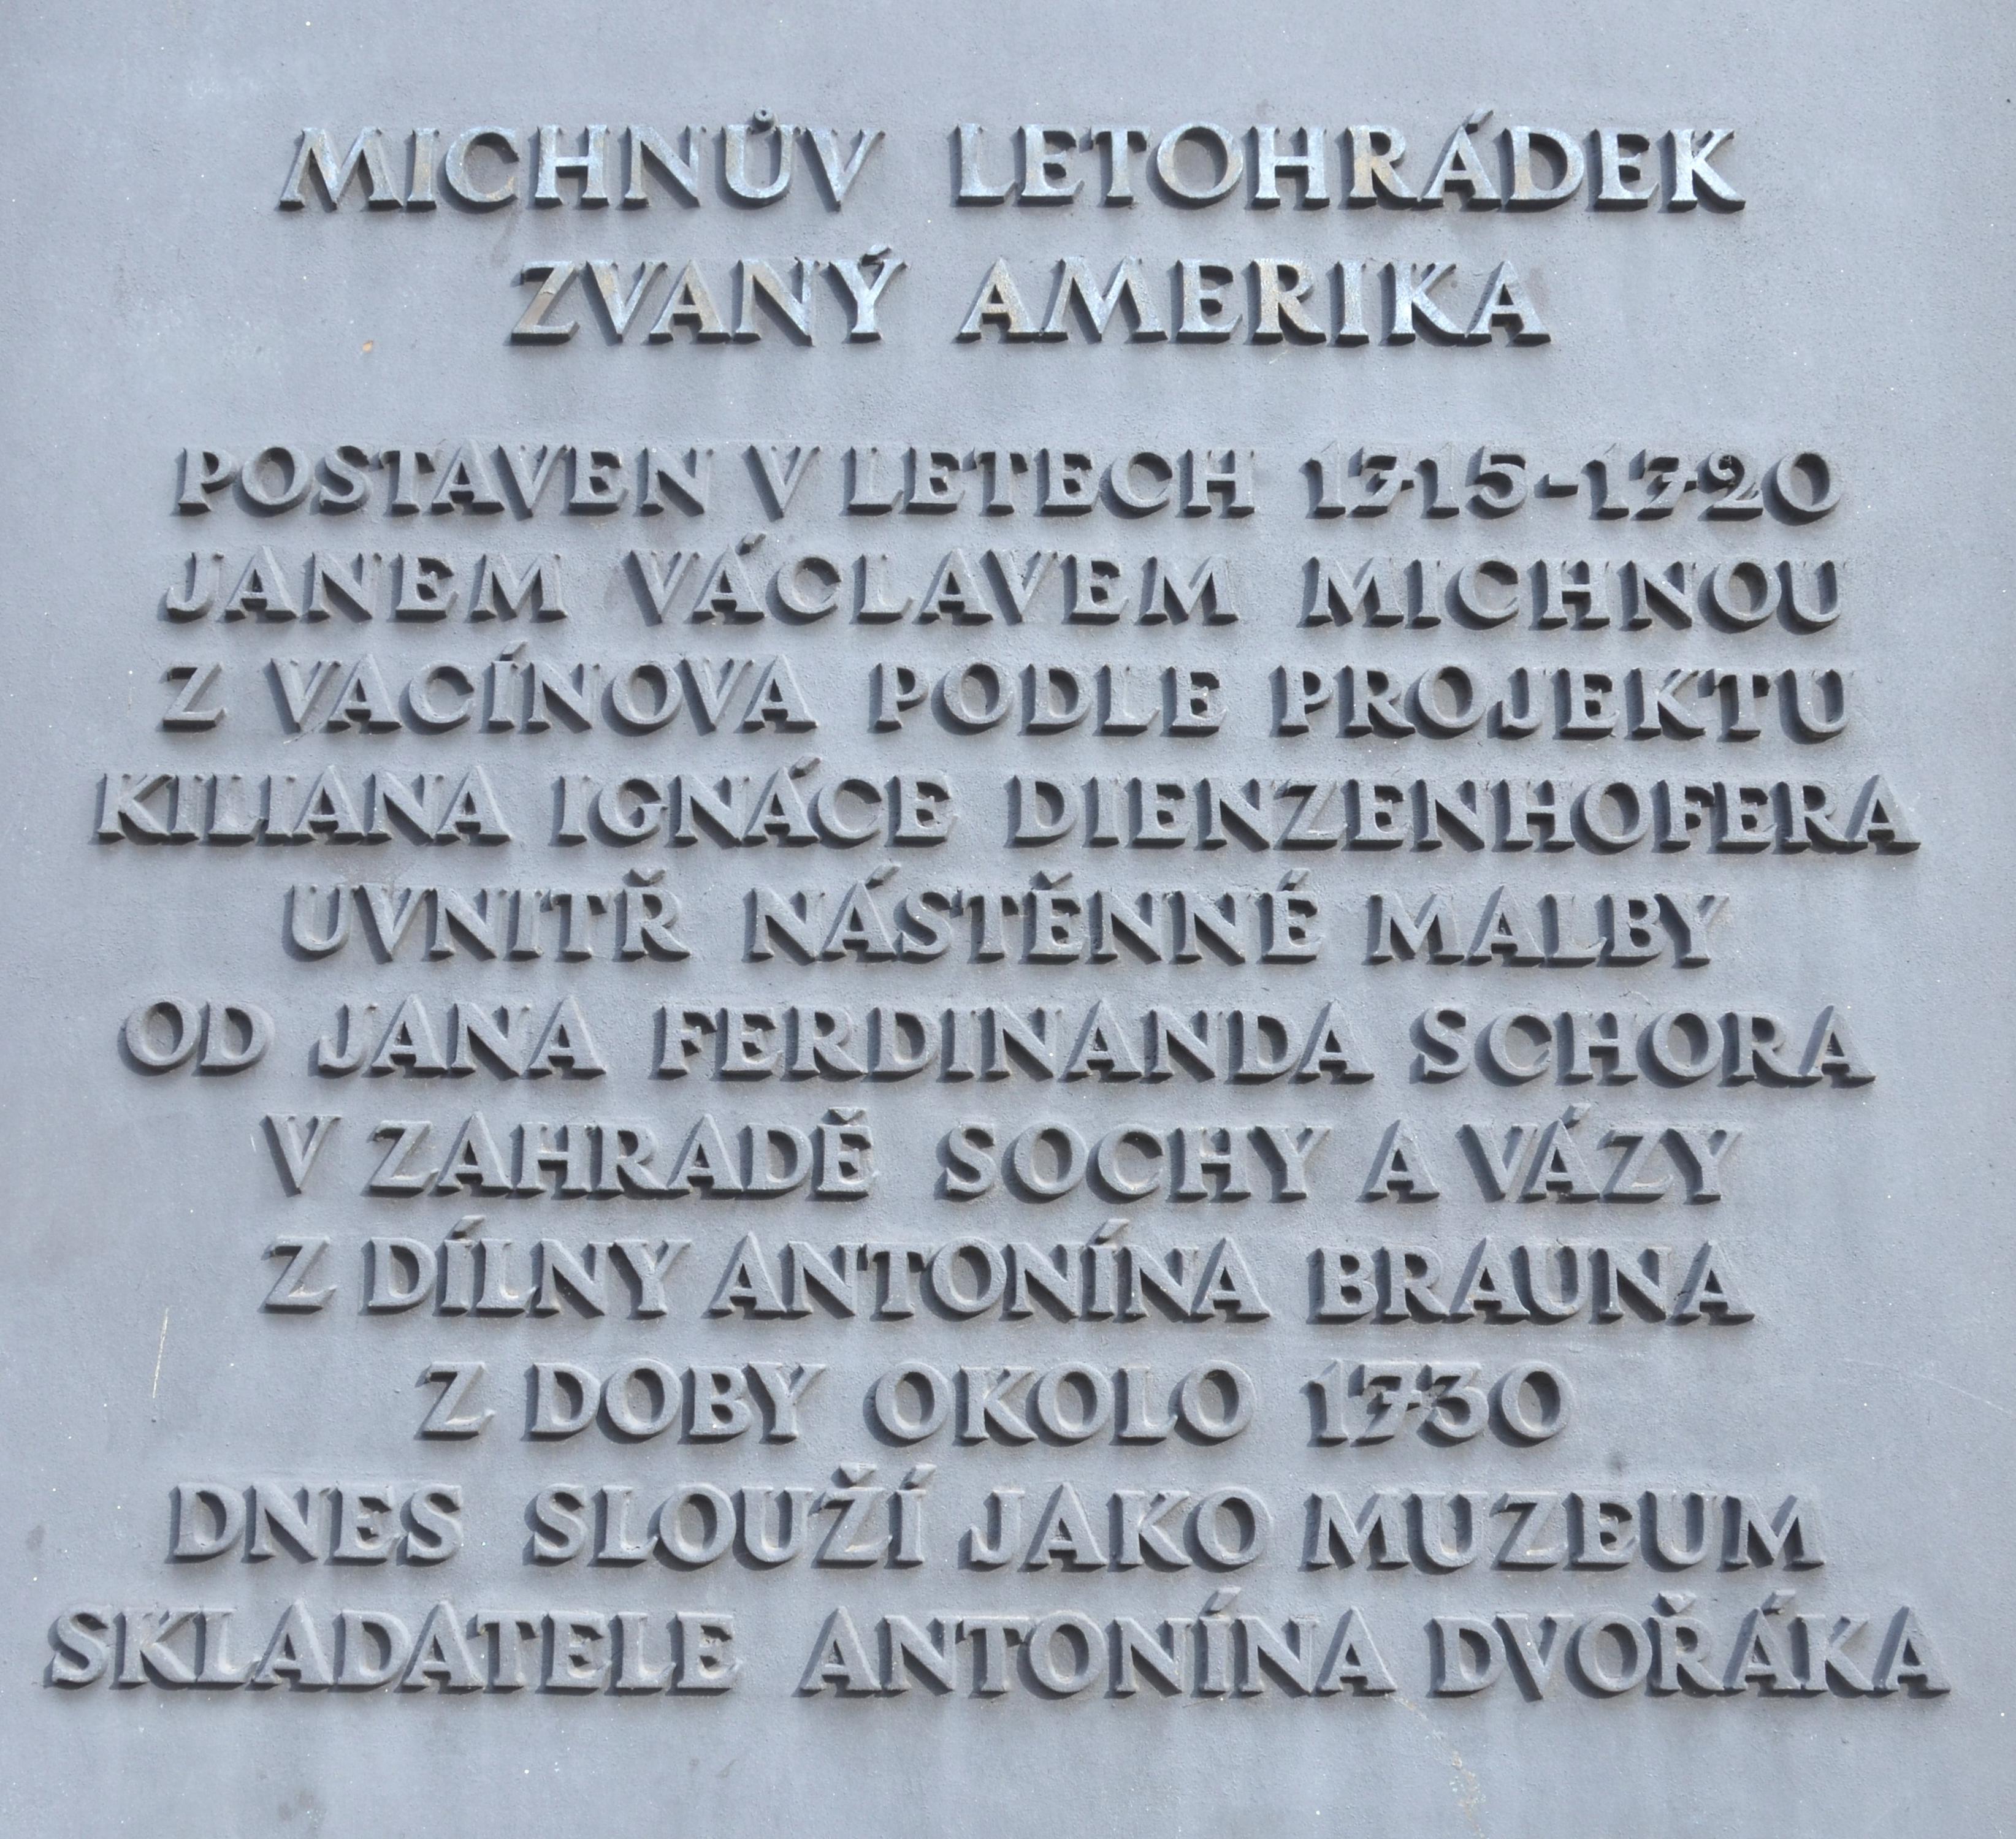 MICHNŮV LETOHRÁDEK
ZVANÝ AMERIKA
POSTAVEN V LETECH 1715-1720
JANEM VÁCLAVEM MICHNOU
Z VACÍNOVA PODLE PROJEKTU
KILIANA IGNÁCE DIENZENHOFERA
UVNITŘ NÁSTĚNNÉ MALBY
OD JANA FERDINANDA SCHORA
V ZAHRADĚ SOCHY A VÁZY
Z DÍLNY ANTONÍNA BRAUNA
Z DOBY OKOLO 1730
DNES SLOUŽÍ JAKO MUZEUM
SKLADATELE ANTONÍNA DVOŘÁKA